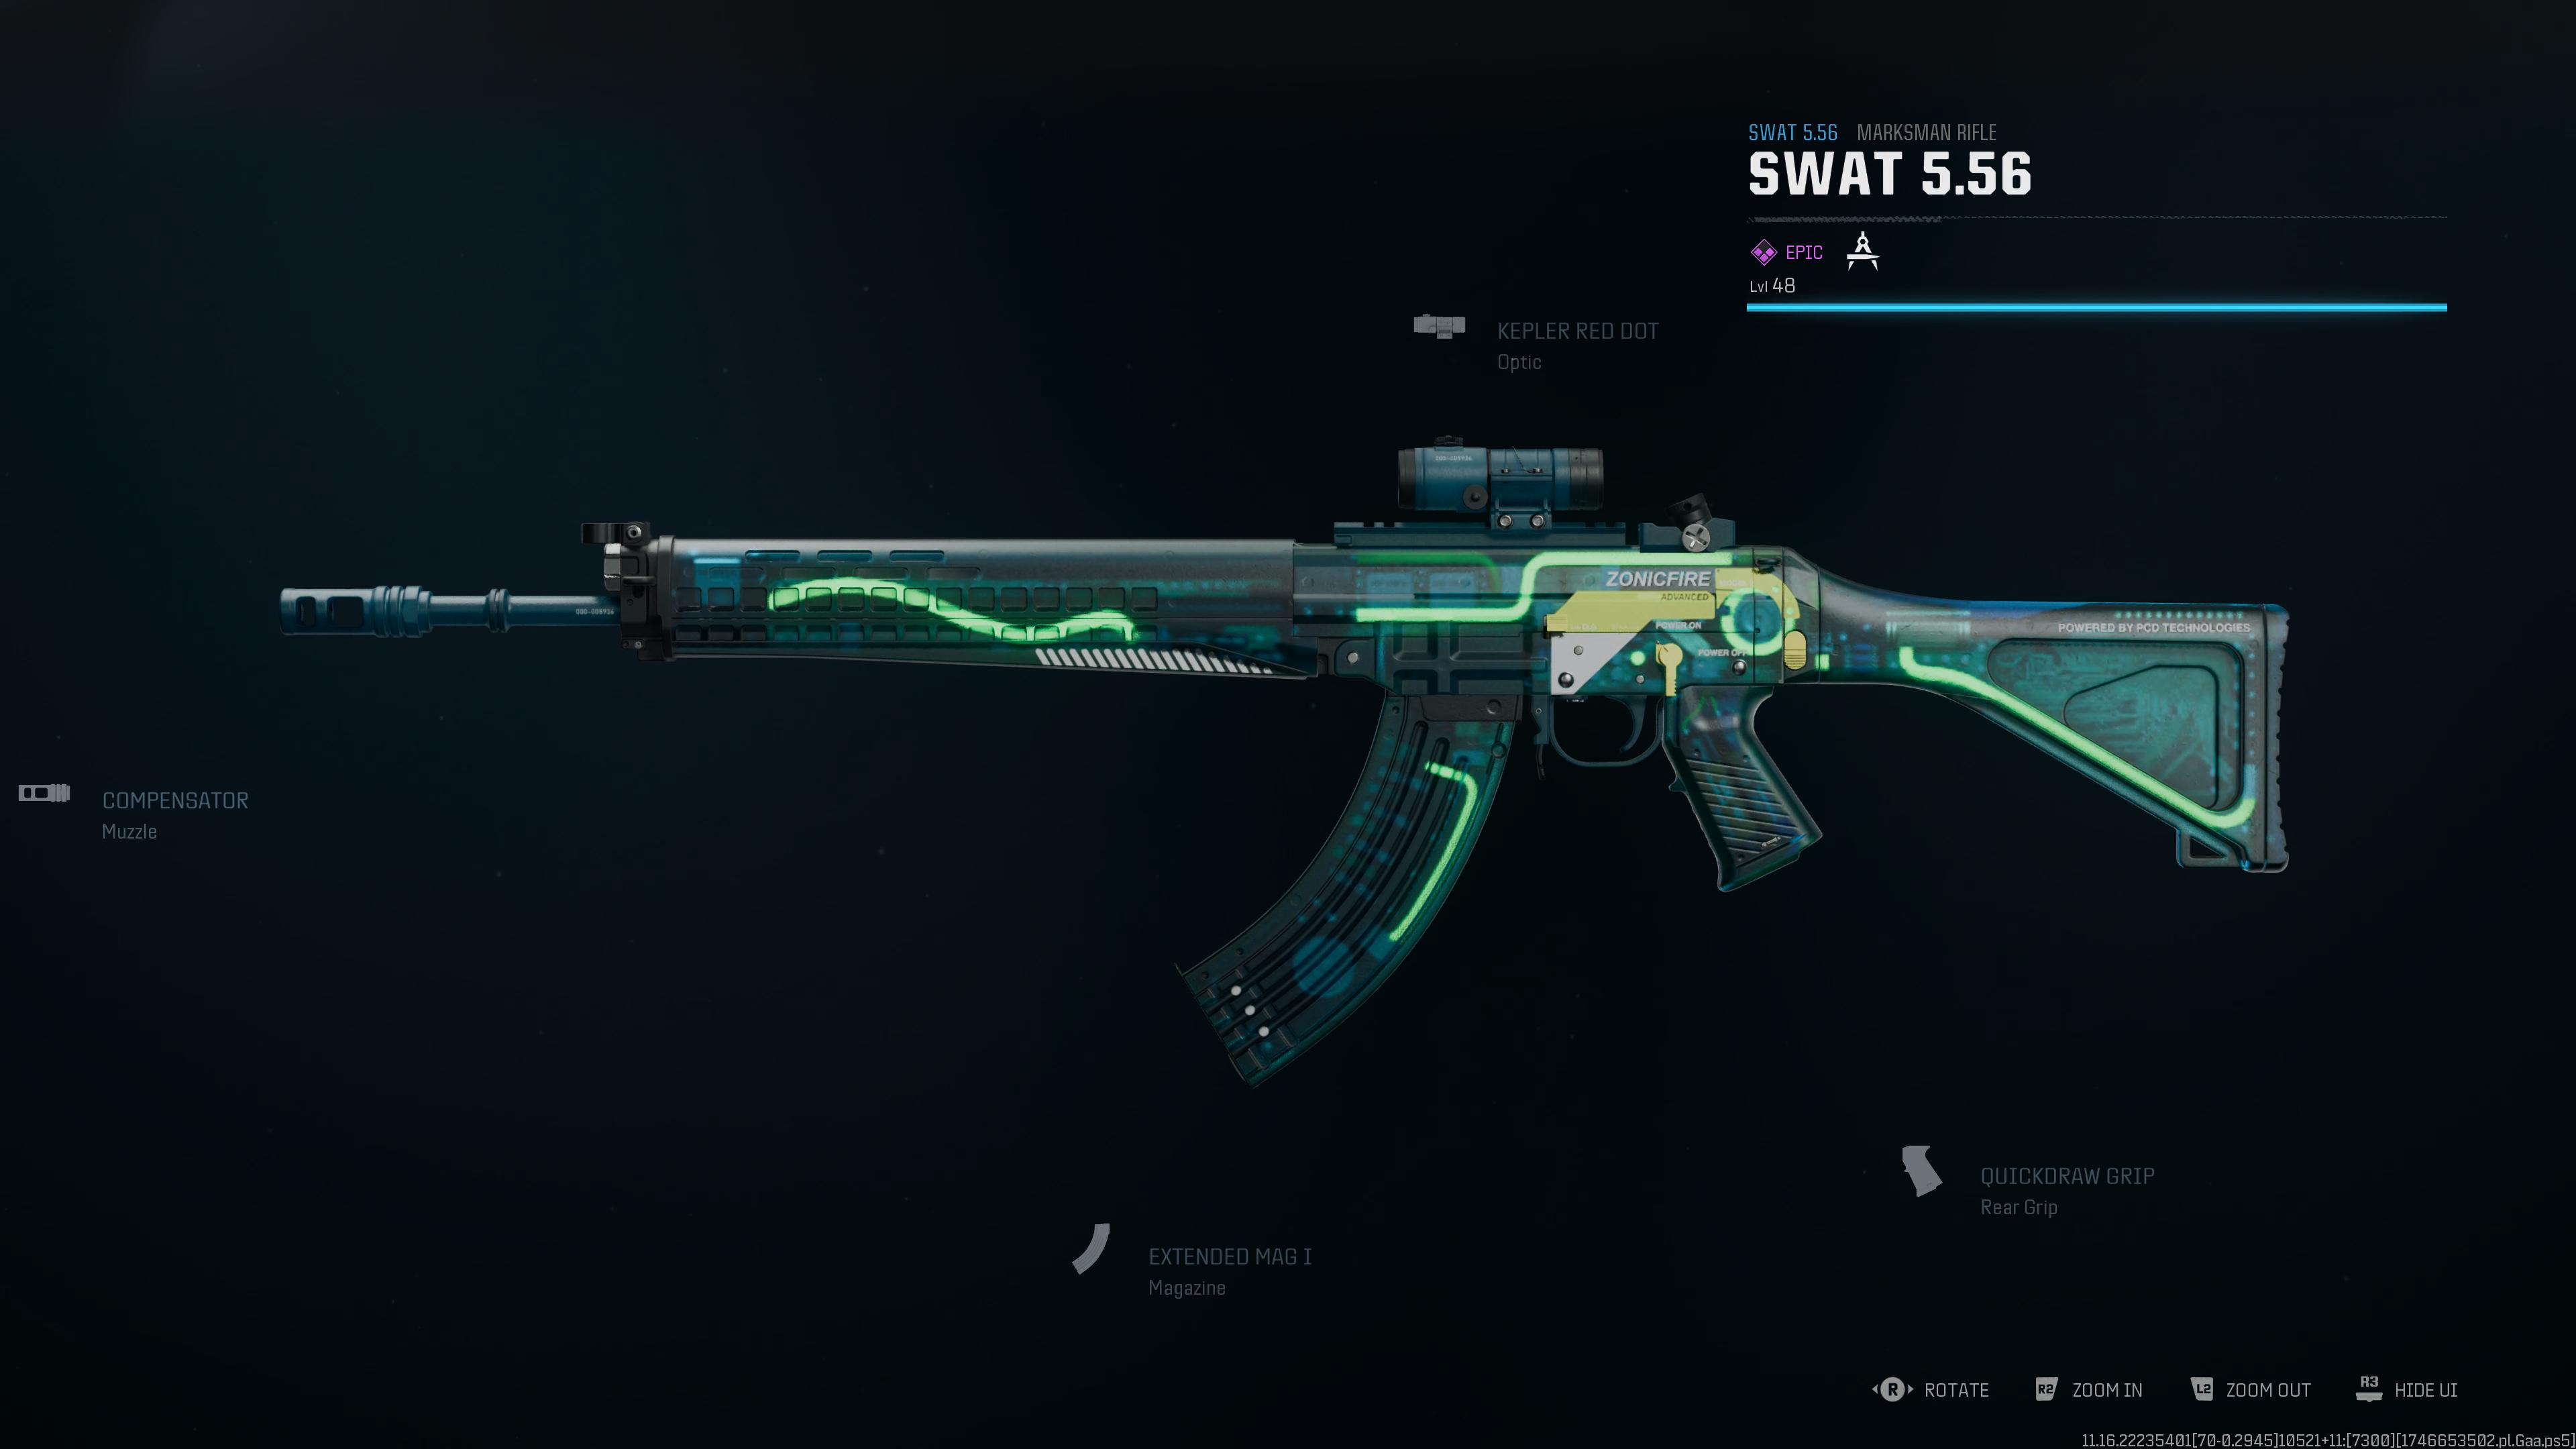 SWAT 5.56 MARKSMAN RIFLE
SWAT 5.56
EPIC
Lvl 48
KEPLER RED DOT
Optic
ZONICFIRE
ADVANCED
POWER ON
POWER OFF
POWERED BY PCD TECHNOLOGIES
COMPENSATOR
Muzzle
QUICKDRAW GRIP
Rear Grip
EXTENDED MAG I
Magazine
R ROTATE
R2 ZOOM IN
L2 ZOOM OUT
R3 HIDE UI
11.16.22235401[70-0.2945]10521+11:[7300][1746653502.pl.Gaa.ps5]